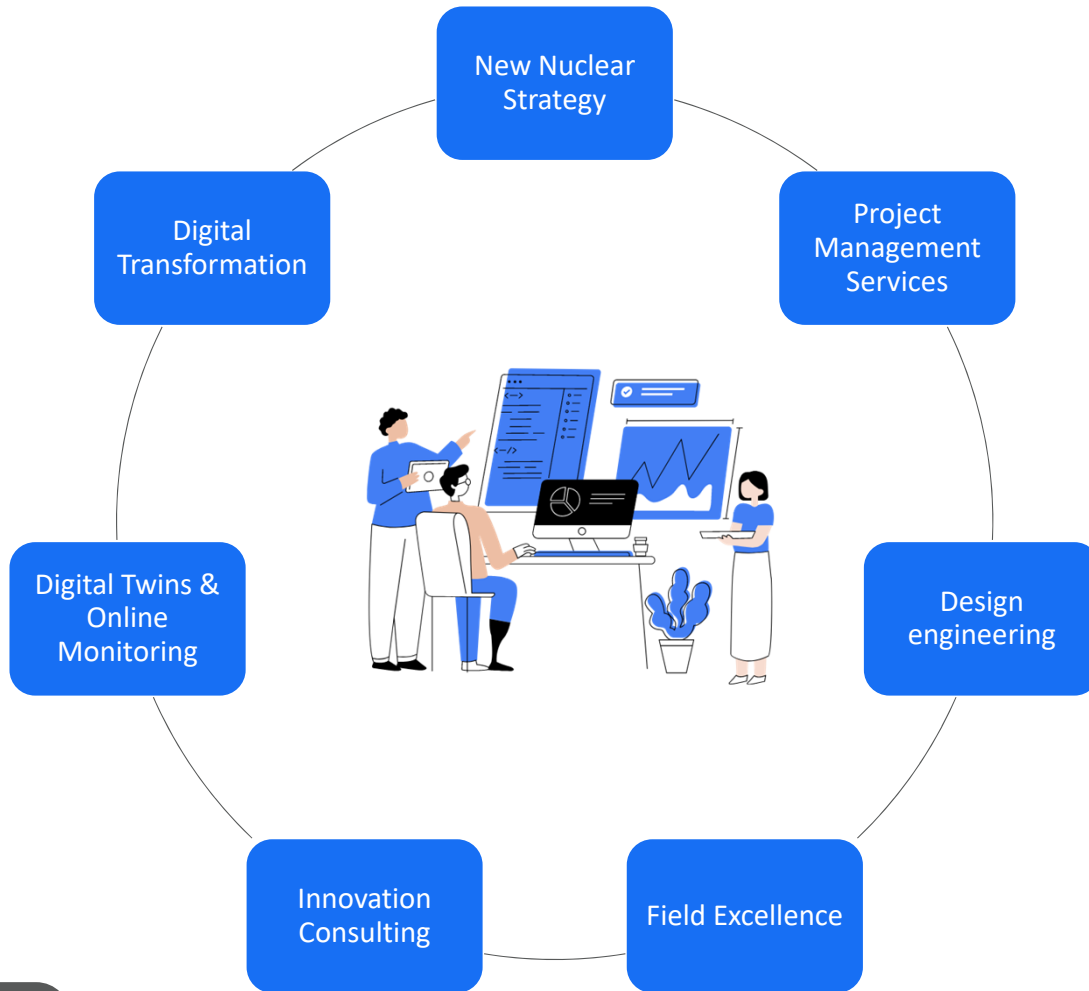 New Nuclear
Strategy
Project
Management
Services
Design
engineering
Field Excellence
Innovation
Consulting
Digital Twins &
Online
Monitoring
Digital
Transformation